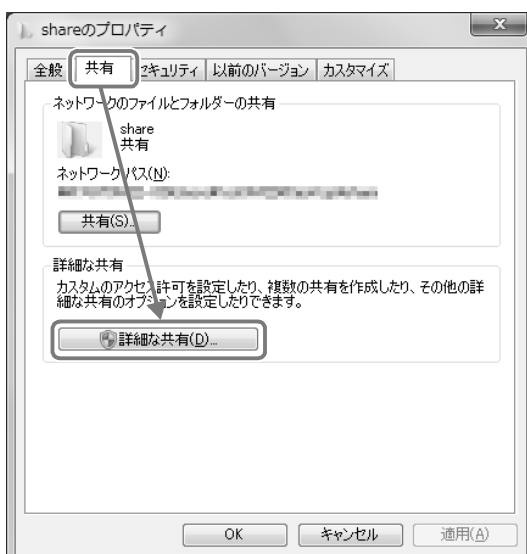 shareのプロパティ
全般 共有 セキュリティ 以前のバージョン カスタマイズ
ネットワークのファイルとフォルダーの共有
share
共有
ネットワーク パス(N):
共有(S)...
詳細な共有
カスタムのアクセス許可を設定したり、複数の共有を作成したり、その他の詳
細な共有のオプションを設定したりできます。
詳細な共有(D)...
OK キャンセル 適用(A)